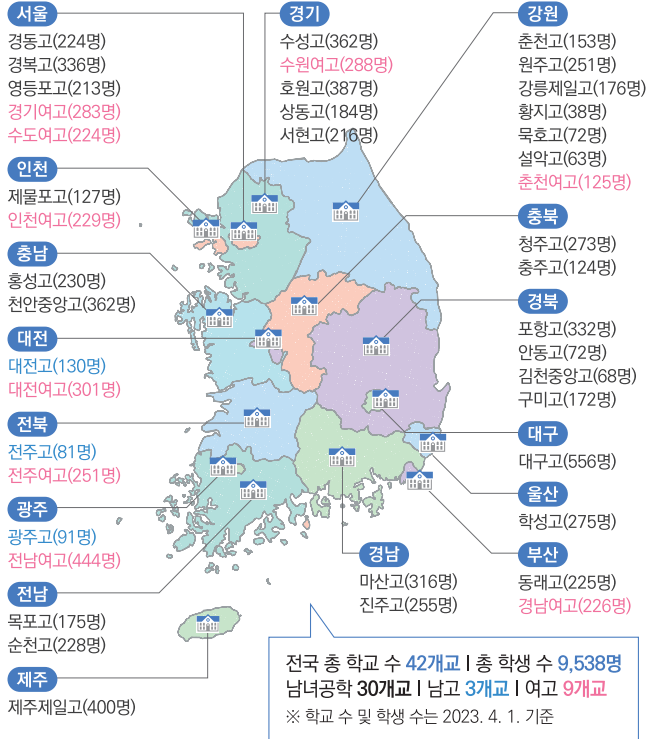 서울
경동고(224명)
경복고(336명)
영등포고(213명)
경기여고(283명)
수도여고(224명)
경기
수성고(362명)
수원여고(288명)
호원고(387명)
상동고(184명)
서현고(216명)
강원
춘천고(153명)
원주고(251명)
강릉제일고(176명)
황지고(38명)
묵호고(72명)
설악고(63명)
춘천여고(125명)
인천
제물포고(127명)
인천여고(229명)
충북
청주고(273명)
충주고(124명)
충남
홍성고(230명)
천안중앙고(362명)
경북
포항고(332명)
안동고(72명)
김천중앙고(68명)
구미고(172명)
대전
대전고(130명)
대전여고(301명)
전북
전주고(81명)
전주여고(251명)
대구
대구고(556명)
울산
학성고(275명)
광주
광주고(91명)
전남여고(444명)
경남
마산고(316명)
진주고(255명)
부산
동래고(225명)
경남여고(226명)
전남
목포고(175명)
순천고(228명)
제주
제주제일고(400명)
전국 총 학교 수 42개교 I 총 학생 수 9,538명
남녀공학 30개교 I 남고 3개교 I 여고 9개교
※ 학교 수 및 학생 수는 2023. 4. 1. 기준